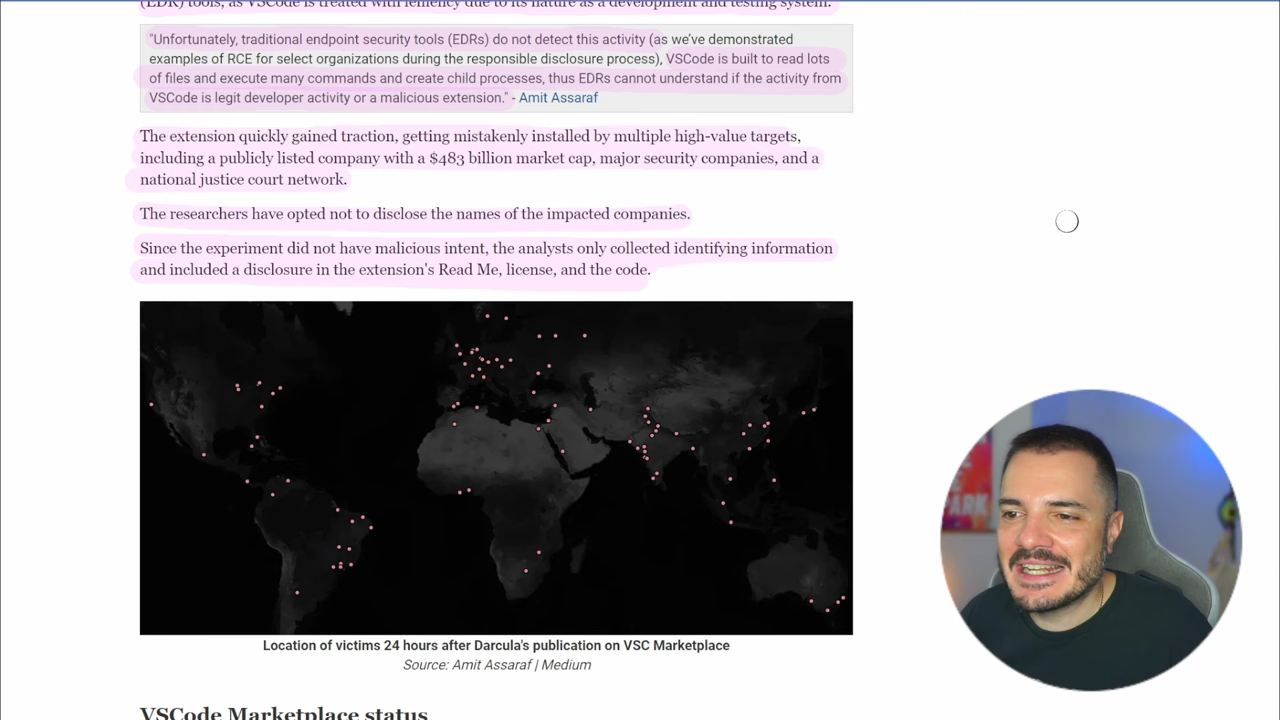 (EDR) tools, as VSCode is treated with leniency due to its nature as a development and testing system.
"Unfortunately, traditional endpoint security tools (EDRs) do not detect this activity (as we've demonstrated
examples of RCE for select organizations during the responsible disclosure process), VSCode is built to read lots
of files and execute many commands and create child processes, thus EDRs cannot understand if the activity from
VSCode is legit developer activity or a malicious extension." - Amit Assaraf
The extension quickly gained traction, getting mistakenly installed by multiple high-value targets,
including a publicly listed company with a $483 billion market cap, major security companies, and a
national justice court network.
The researchers have opted not to disclose the names of the impacted companies.
Since the experiment did not have malicious intent, the analysts only collected identifying information
and included a disclosure in the extension's Read Me, license, and the code.
Location of victims 24 hours after Darcula's publication on VSC Marketplace
Source: Amit Assaraf | Medium
VSCode Marketplace status